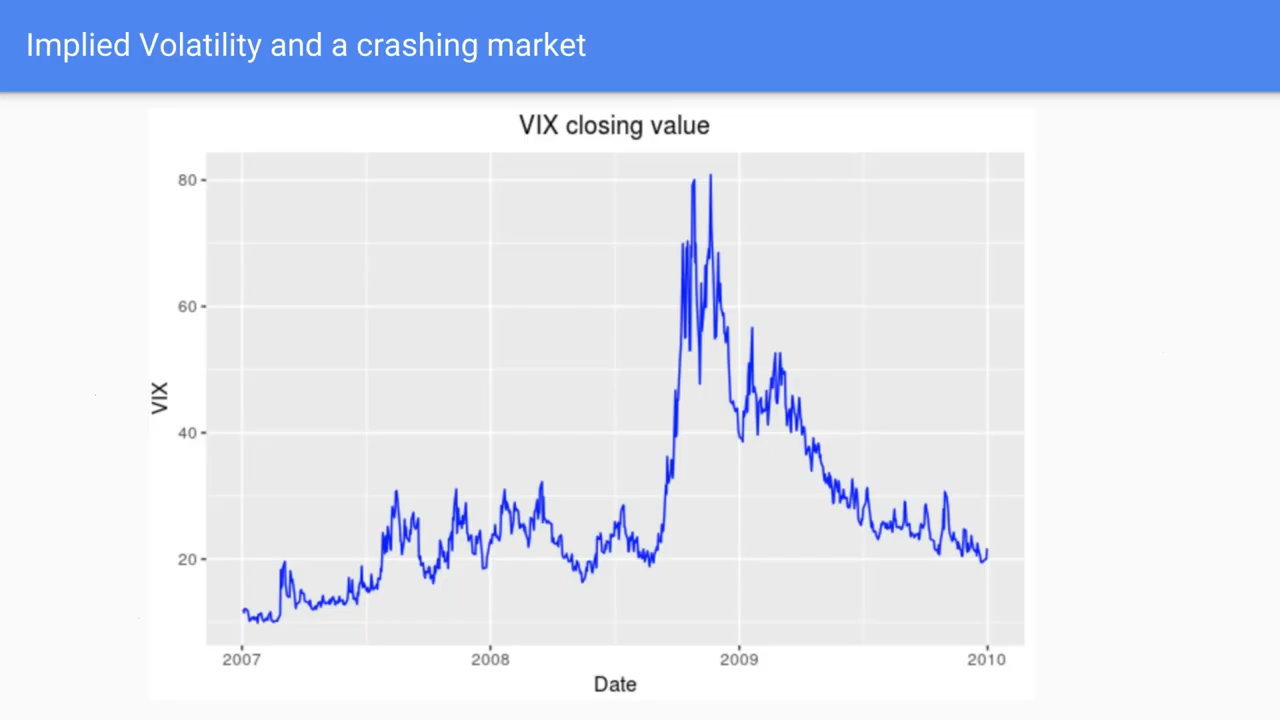 Implied Volatility and a crashing market
VIX closing value
80
60
40
20
VIX
2007 2008 2009 2010
Date